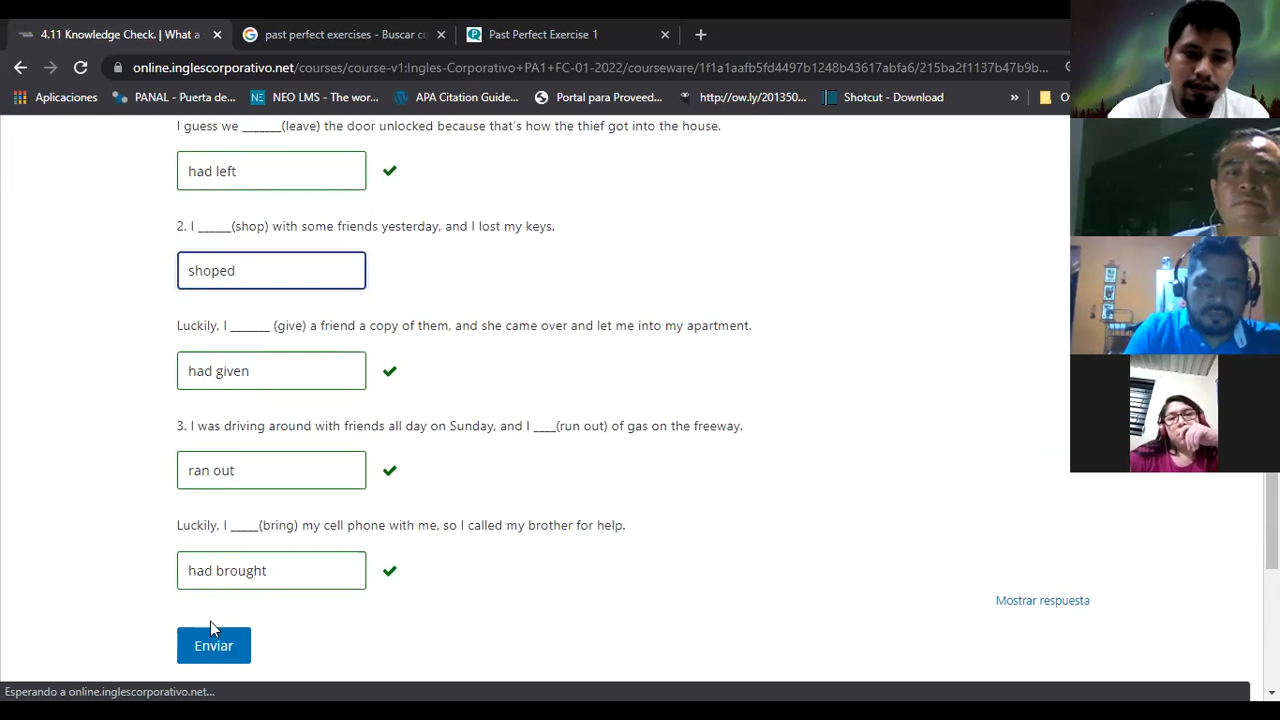 4.11 Knowledge Check. | What a
past perfect exercises - Buscar co
Past Perfect Exercise 1
online.inglescorporativo.net/courses/course-v1:Ingles-Corporativo+PA1+FC-01-2022/courseware/1f1a1aafb5fd4497b1248b43617abfa6/215ba2f1137b47b9b...
Aplicaciones
PANAL - Puerta de...
NEO LMS - The wor...
APA Citation Guide...
Portal para Proveed...
http://ow.ly/201350...
Shotcut - Download
»
I guess we _______(leave) the door unlocked because that's how the thief got into the house.
had left
2. I ______(shop) with some friends yesterday, and I lost my keys.
shoped
Luckily, I _______ (give) a friend a copy of them, and she came over and let me into my apartment.
had given
3. I was driving around with friends all day on Sunday, and I ____(run out) of gas on the freeway.
ran out
Luckily, I _____(bring) my cell phone with me, so I called my brother for help.
had brought
Mostrar respuesta
Enviar
Esperando a online.inglescorporativo.net...